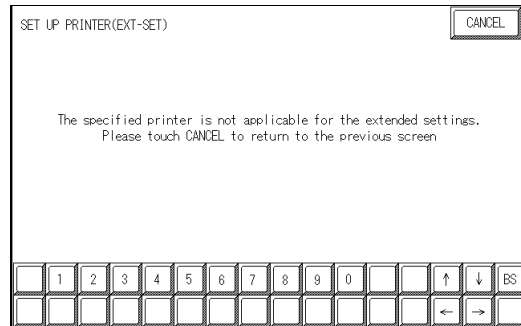 SET UP PRINTER(EXT-SET)
CANCEL
The specified printer is not applicable for the extended settings.
Please touch CANCEL to return to the previous screen
1 2 3 4 5 6 7 8 9 0 ↑ ↓ BS
← →